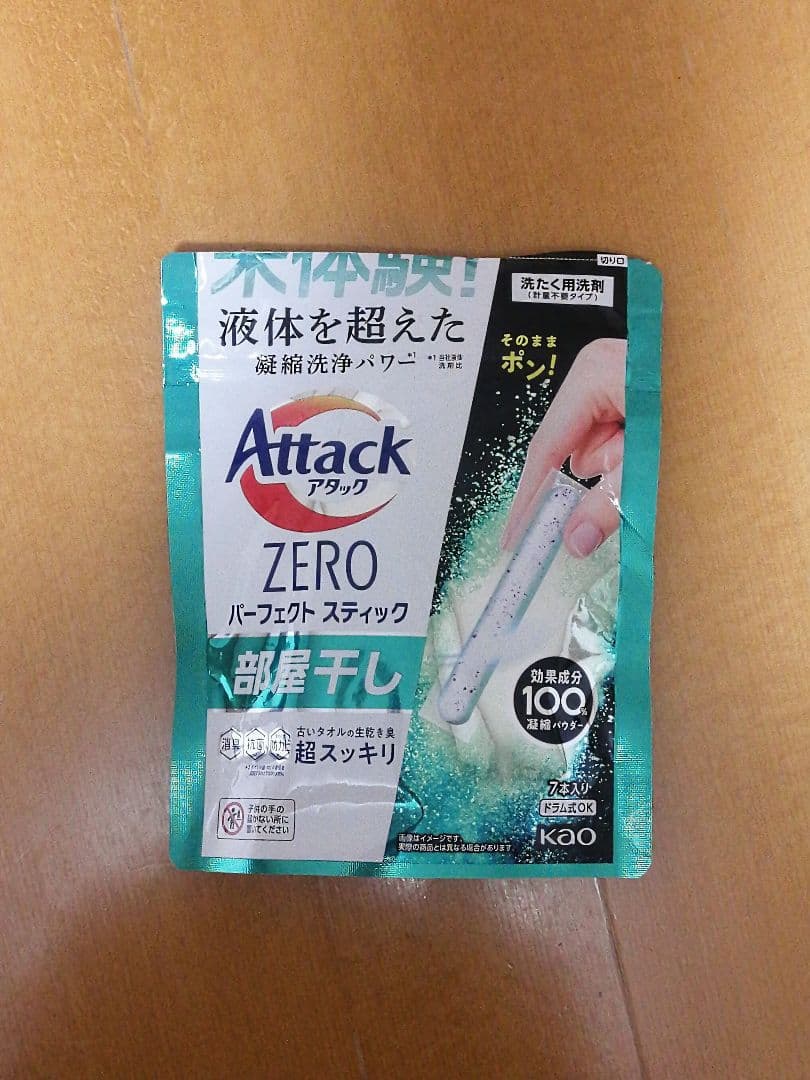 未体験!
切り口
洗たく用洗剤
(計量不要タイプ)
液体を超えた
凝縮洗浄パワー*1
*1 当社液体
洗剤比
そのまま
ポン!
Attack
アタック
ZERO
パーフェクト スティック
部屋干し
効果成分
100%
凝縮パウダー
古いタオルの生乾き臭
消臭 抗菌 防カビ
超スッキリ
7本入り
ドラム式OK
子供の手の
届かない所に
置いてください
画像はイメージです。
実際の商品とは異なる場合があります
Kao